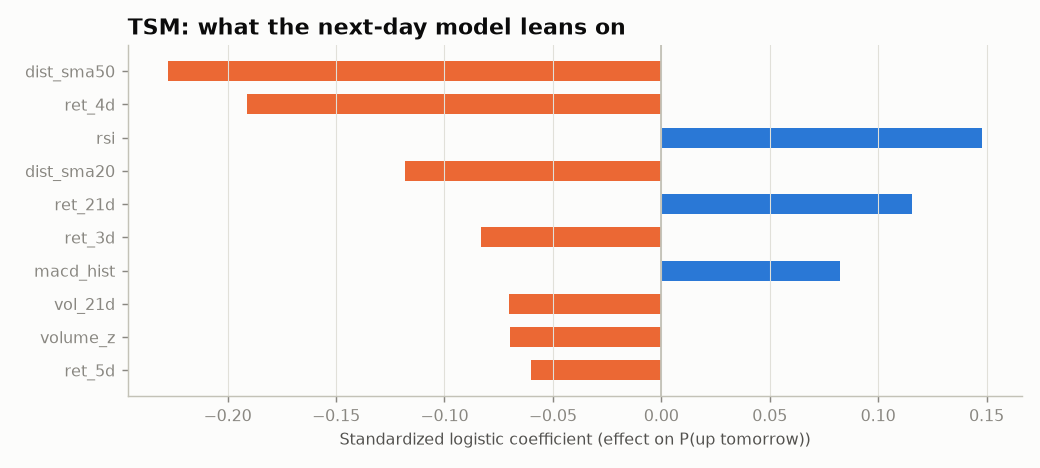 TSM: what the next-day model leans on
dist_sma50
ret_4d
rsi
dist_sma20
ret_21d
ret_3d
macd_hist
vol_21d
volume_z
ret_5d
−0.20 −0.15 −0.10 −0.05 0.00 0.05 0.10 0.15
Standardized logistic coefficient (effect on P(up tomorrow))